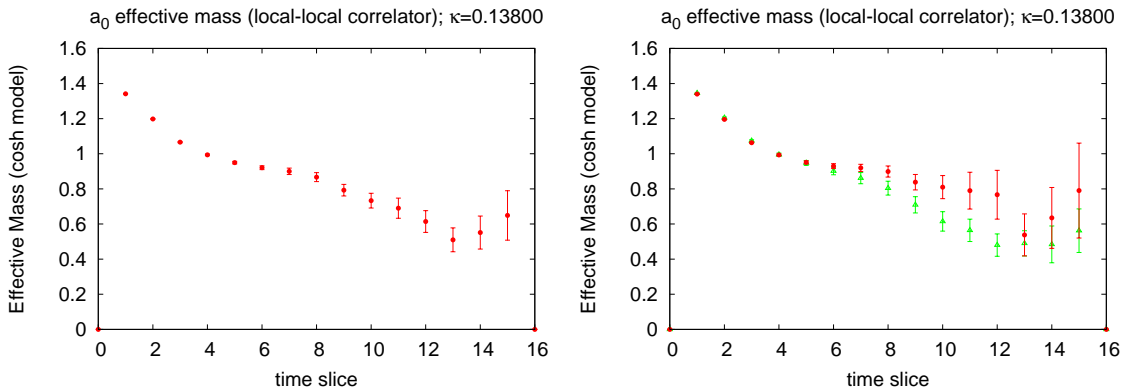 a0 effective mass (local-local correlator); κ=0.13800
Effective Mass (cosh model)
1.6
1.4
1.2
1
0.8
0.6
0.4
0.2
0
0 2 4 6 8 10 12 14 16
time slice
a0 effective mass (local-local correlator); κ=0.13800
Effective Mass (cosh model)
1.6
1.4
1.2
1
0.8
0.6
0.4
0.2
0
0 2 4 6 8 10 12 14 16
time slice